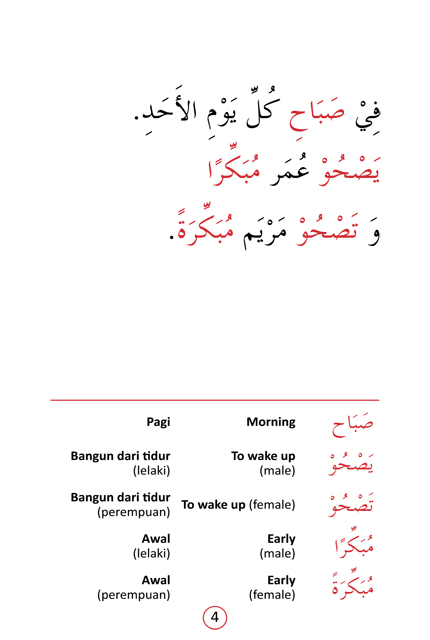 فِيْ صَبَاحِ كُلِّ يَوْمِ الأَحَدِ.
يَصْحُوْ عُمَر مُبَكِّرًا
وَ تَصْحُوْ مَرْيَم مُبَكِّرَةً.
صَبَاح Morning Pagi
يَصْحُوْ To wake up (male) Bangun dari tidur (lelaki)
تَصْحُوْ To wake up (female) Bangun dari tidur (perempuan)
مُبَكِّرًا Early (male) Awal (lelaki)
مُبَكِّرَةً Early (female) Awal (perempuan)
4